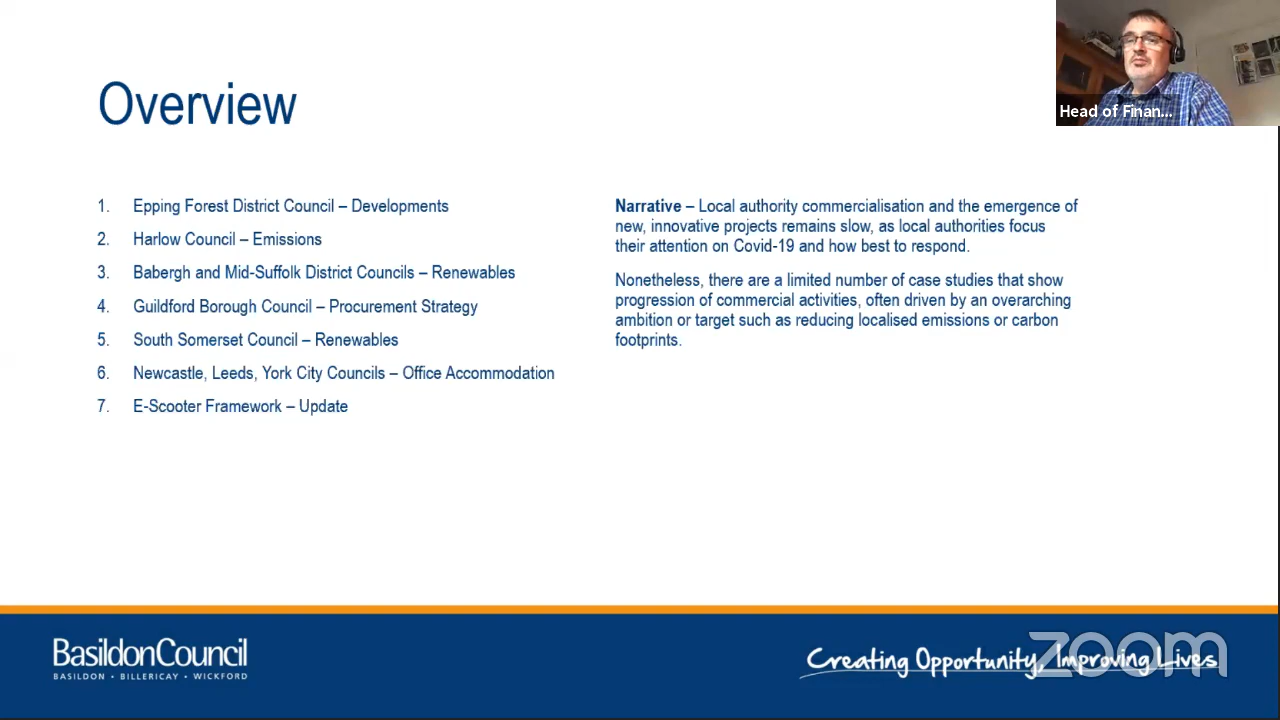 Head of Finan...
Overview
1. Epping Forest District Council – Developments
2. Harlow Council – Emissions
3. Babergh and Mid-Suffolk District Councils – Renewables
4. Guildford Borough Council – Procurement Strategy
5. South Somerset Council – Renewables
6. Newcastle, Leeds, York City Councils – Office Accommodation
7. E-Scooter Framework – Update
Narrative – Local authority commercialisation and the emergence of
new, innovative projects remains slow, as local authorities focus
their attention on Covid-19 and how best to respond.
Nonetheless, there are a limited number of case studies that show
progression of commercial activities, often driven by an overarching
ambition or target such as reducing localised emissions or carbon
footprints.
BasildonCouncil
BASILDON • BILLERICAY • WICKFORD
Creating Opportunity, Improving Lives
zoom